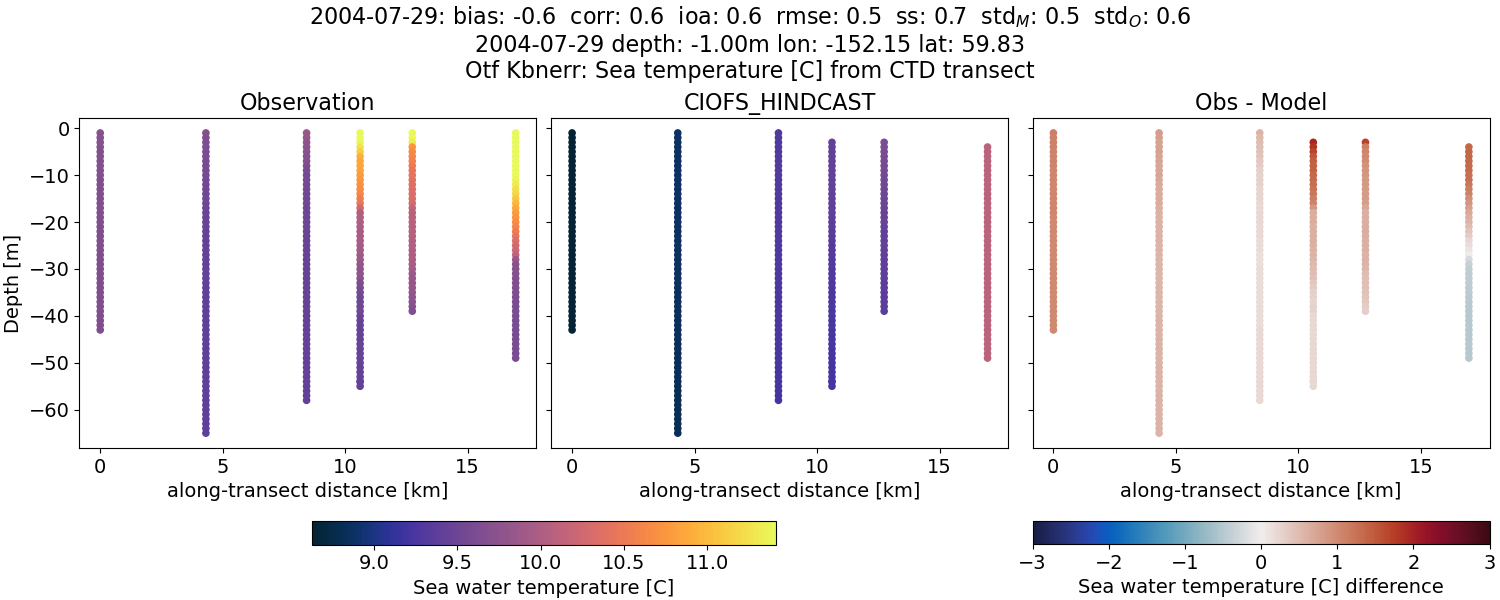 2004-07-29: bias: -0.6  corr: 0.6  ioa: 0.6  rmse: 0.5  ss: 0.7  std_M: 0.5  std_O: 0.6
2004-07-29 depth: -1.00m lon: -152.15 lat: 59.83
Otf Kbnerr: Sea temperature [C] from CTD transect
Observation
CIOFS_HINDCAST
Obs - Model
Depth [m]
0
−10
−20
−30
−40
−50
−60
0 5 10 15
0 5 10 15
0 5 10 15
along-transect distance [km]
along-transect distance [km]
along-transect distance [km]
9.0 9.5 10.0 10.5 11.0
Sea water temperature [C]
−3 −2 −1 0 1 2 3
Sea water temperature [C] difference